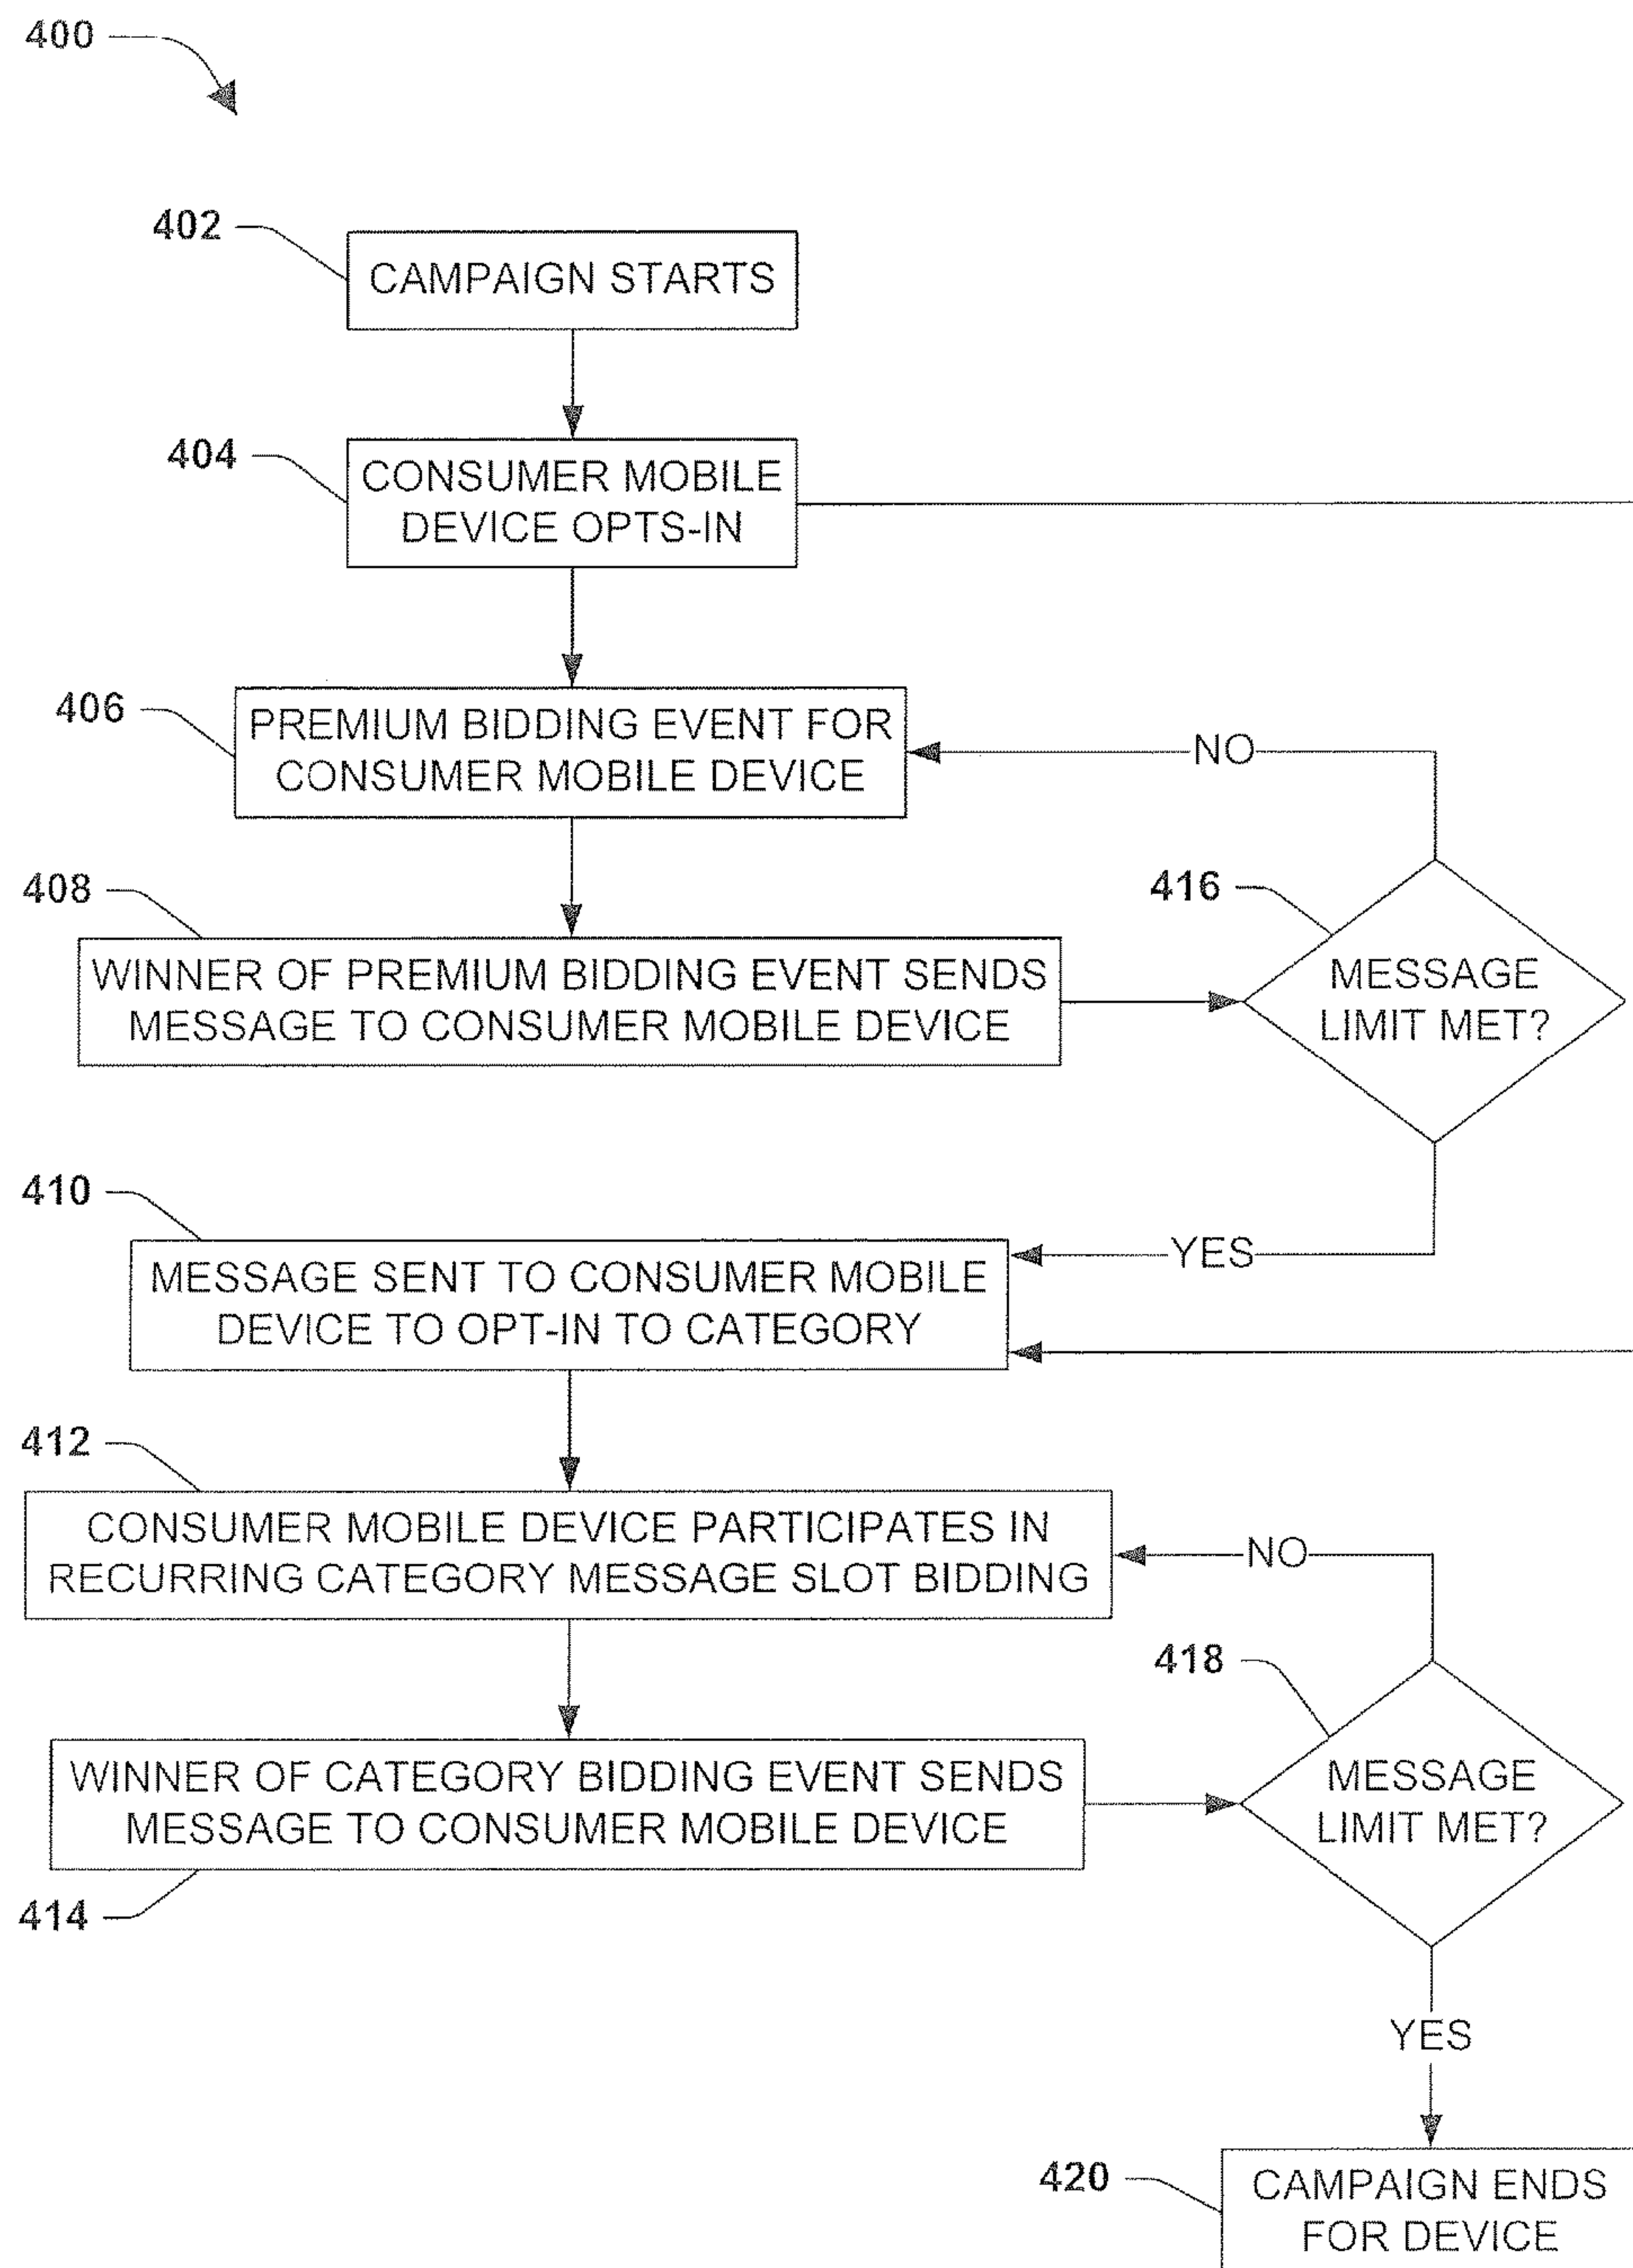 400
402
CAMPAIGN STARTS
404
CONSUMER MOBILE
DEVICE OPTS-IN
406
PREMIUM BIDDING EVENT FOR
CONSUMER MOBILE DEVICE
NO
408
WINNER OF PREMIUM BIDDING EVENT SENDS
MESSAGE TO CONSUMER MOBILE DEVICE
416
MESSAGE
LIMIT MET?
YES
410
MESSAGE SENT TO CONSUMER MOBILE
DEVICE TO OPT-IN TO CATEGORY
412
CONSUMER MOBILE DEVICE PARTICIPATES IN
RECURRING CATEGORY MESSAGE SLOT BIDDING
NO
414
WINNER OF CATEGORY BIDDING EVENT SENDS
MESSAGE TO CONSUMER MOBILE DEVICE
418
MESSAGE
LIMIT MET?
YES
420
CAMPAIGN ENDS
FOR DEVICE